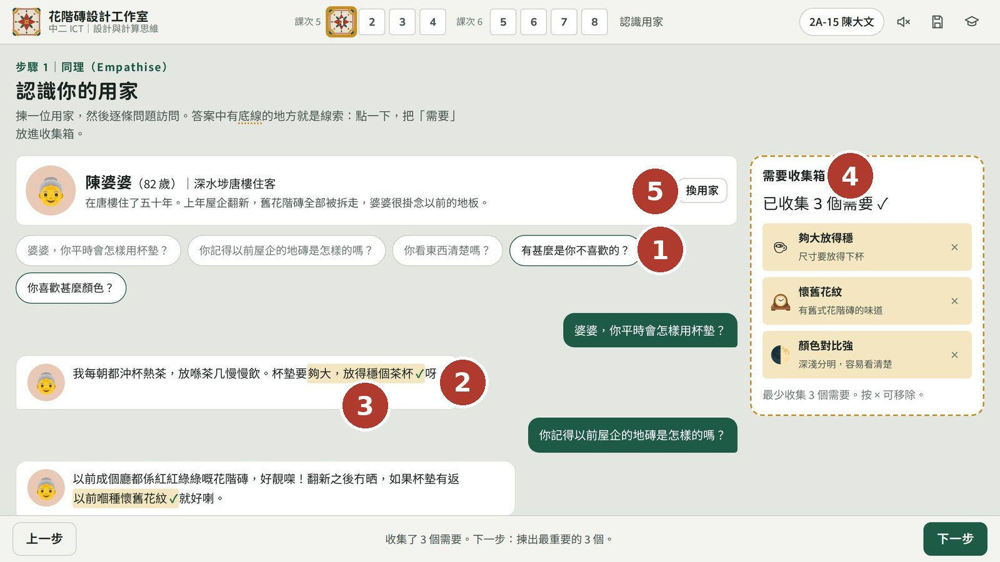 花階磚設計工作室
中二 ICT｜設計與計算思維
課次 5
2
3
4
課次 6
5
6
7
8
認識用家
2A-15 陳大文
步驟 1｜同理（Empathise）
認識你的用家
揀一位用家，然後逐條問題訪問。答案中有底線的地方就是線索：點一下，把「需要」
放進收集箱。
陳婆婆（82 歲）｜深水埗唐樓住客
在唐樓住了五十年。上年屋企翻新，舊花階磚全部被拆走，婆婆很掛念以前的地板。
5
換用家
婆婆，你平時會怎樣用杯墊？
你記得以前屋企的地磚是怎樣的嗎？
你看東西清楚嗎？
有甚麼是你不喜歡的？
1
你喜歡甚麼顏色？
婆婆，你平時會怎樣用杯墊？
我每朝都沖杯熱茶，放喺茶几慢慢飲。杯墊要夠大，放得穩個茶杯✓呀
2
3
你記得以前屋企的地磚是怎樣的嗎？
以前成個廳都係紅紅綠綠嘅花階磚，好靚㗎！翻新之後冇晒，如果杯墊有返
以前嗰種懷舊花紋✓就好喇。
需要收集箱
4
已收集 3 個需要 ✓
夠大放得穩
尺寸要放得下杯
×
懷舊花紋
有舊式花階磚的味道
×
顏色對比強
深淺分明，容易看清楚
×
最少收集 3 個需要。按 × 可移除。
上一步
收集了 3 個需要。下一步：揀出最重要的 3 個。
下一步